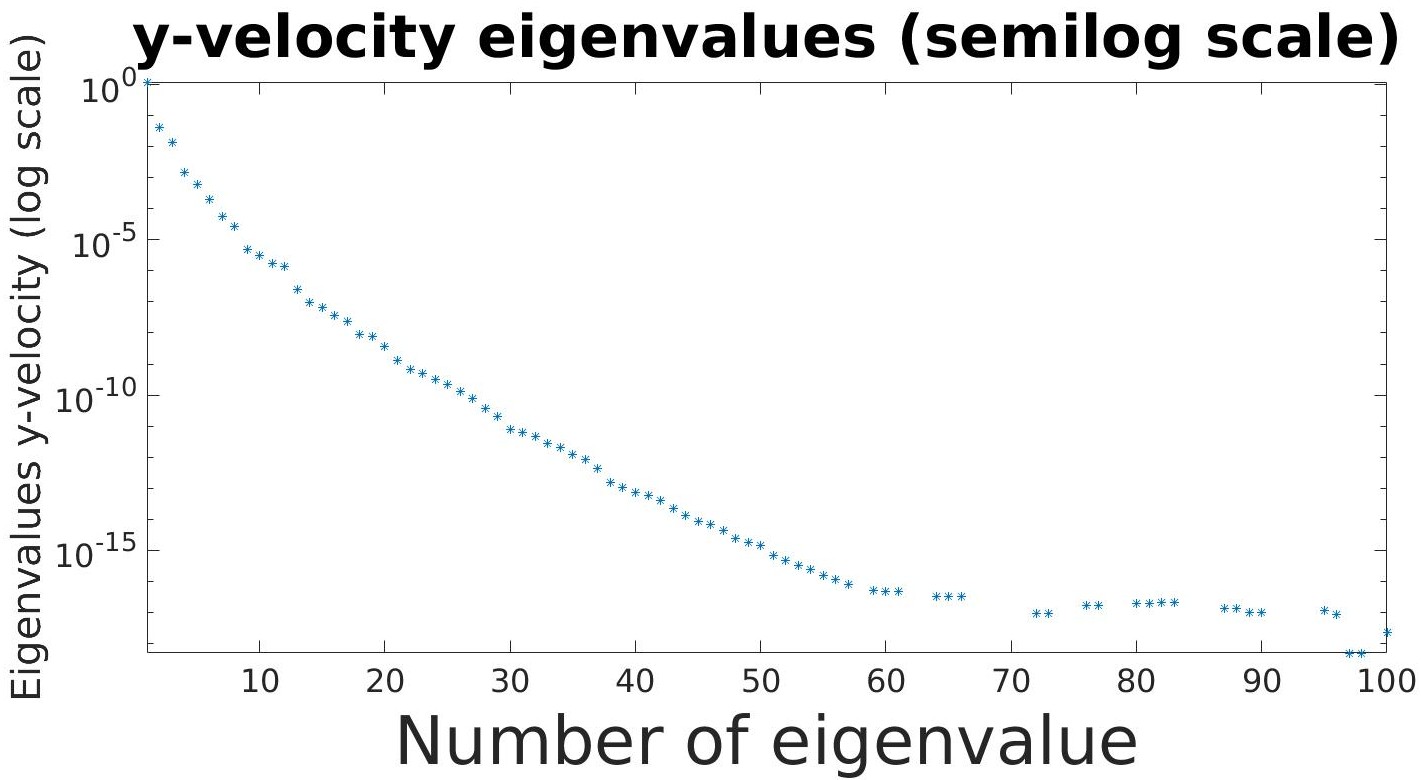 y-velocity eigenvalues (semilog scale)
Eigenvalues y-velocity (log scale)
10^0
10^-5
10^-10
10^-15
10 20 30 40 50 60 70 80 90 100
Number of eigenvalue